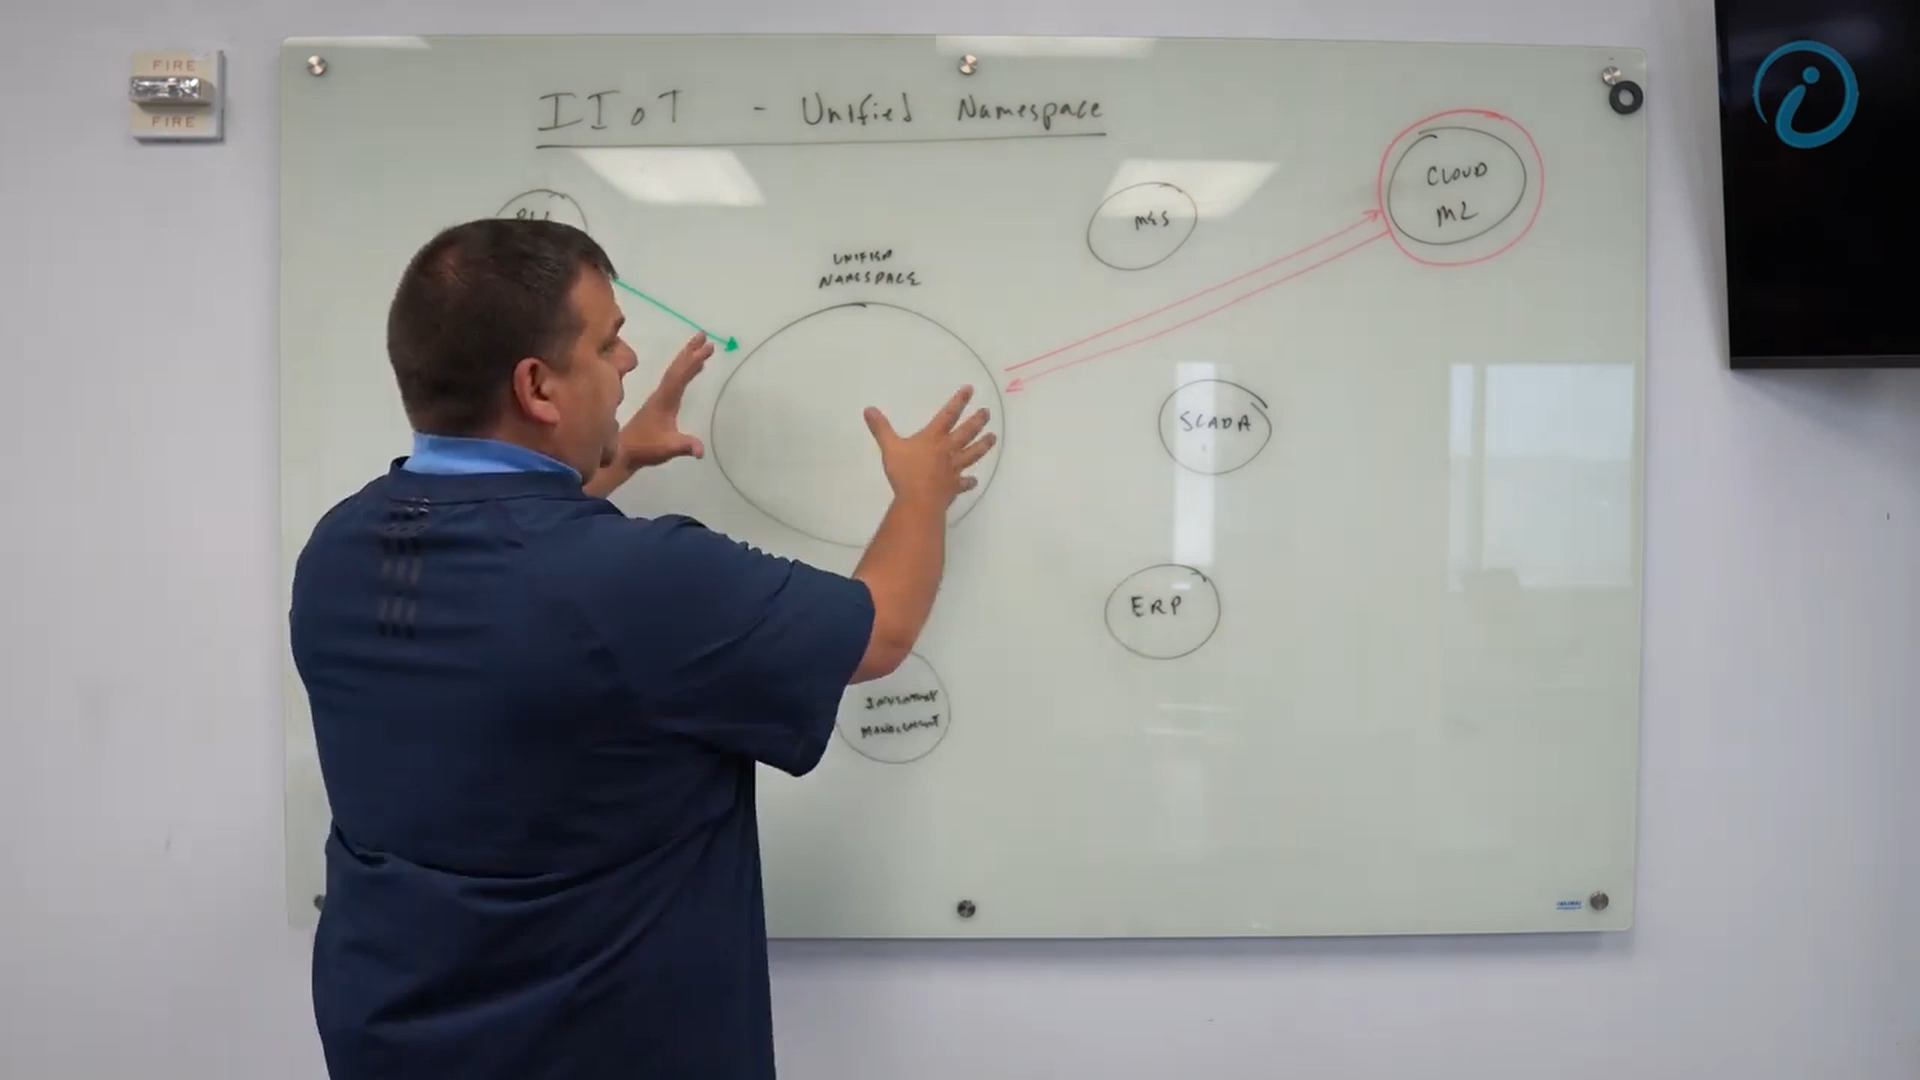 FIRE
FIRE
IIoT - Unified Namespace
CLOUD
ML
MES
UNIFIED
NAMESPACE
SCADA
ERP
INVENTORY
MANAGEMENT